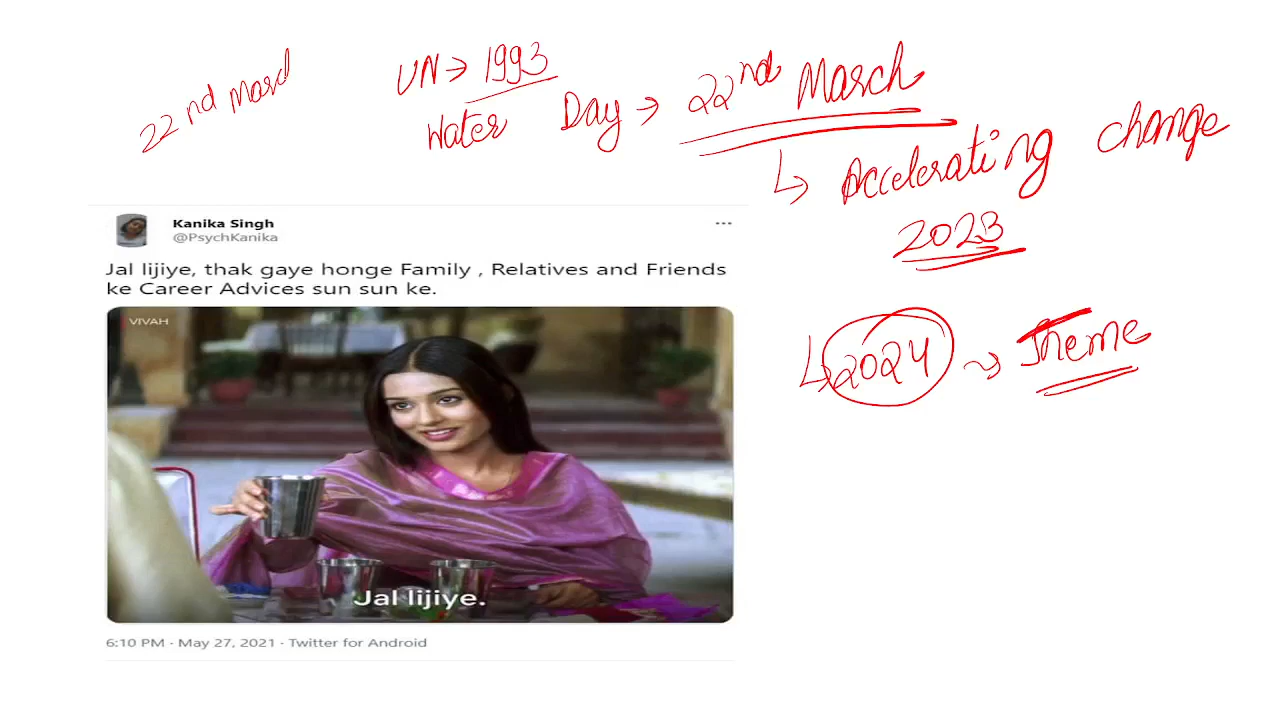 22nd March
UN → 1993
Water Day → 22nd March
↳ Accelerating change
2023
↳ 2024 → Theme
Kanika Singh
@PsychKanika
Jal lijiye, thak gaye honge Family , Relatives and Friends
ke Career Advices sun sun ke.
VIVAH
Jal lijiye.
6:10 PM · May 27, 2021 · Twitter for Android